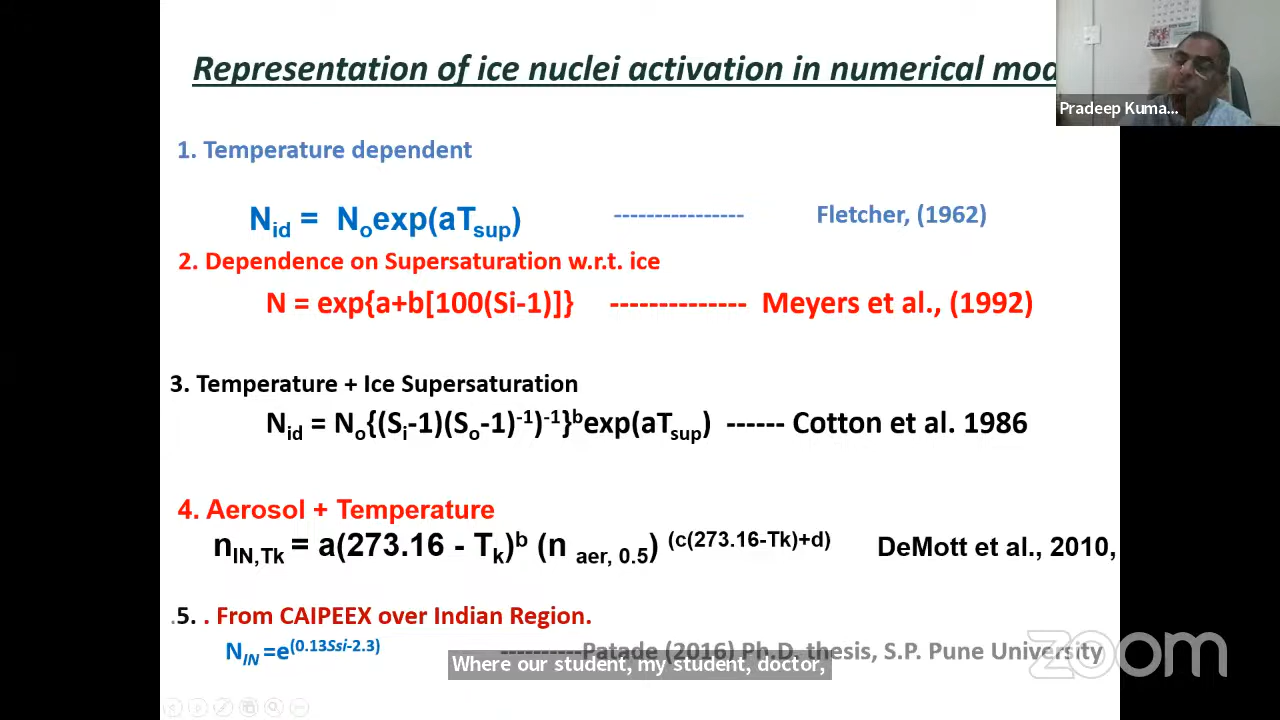 Representation of ice nuclei activation in numerical mod
Pradeep Kuma...
1. Temperature dependent
Nid = Noexp(aTsup) ---------------- Fletcher, (1962)
2. Dependence on Supersaturation w.r.t. ice
N = exp{a+b[100(Si-1)]} -------------- Meyers et al., (1992)
3. Temperature + Ice Supersaturation
Nid = No{(Si-1)(So-1)-1)-1}bexp(aTsup) ------ Cotton et al. 1986
4. Aerosol + Temperature
nIN,Tk = a(273.16 - Tk)b (n aer, 0.5) (c(273.16-Tk)+d) DeMott et al., 2010,
.5. . From CAIPEEX over Indian Region.
NIN =e(0.13Ssi-2.3) ----------Patade (2016) Ph.D. thesis, S.P. Pune University
Where our student, my student, doctor,
zoom